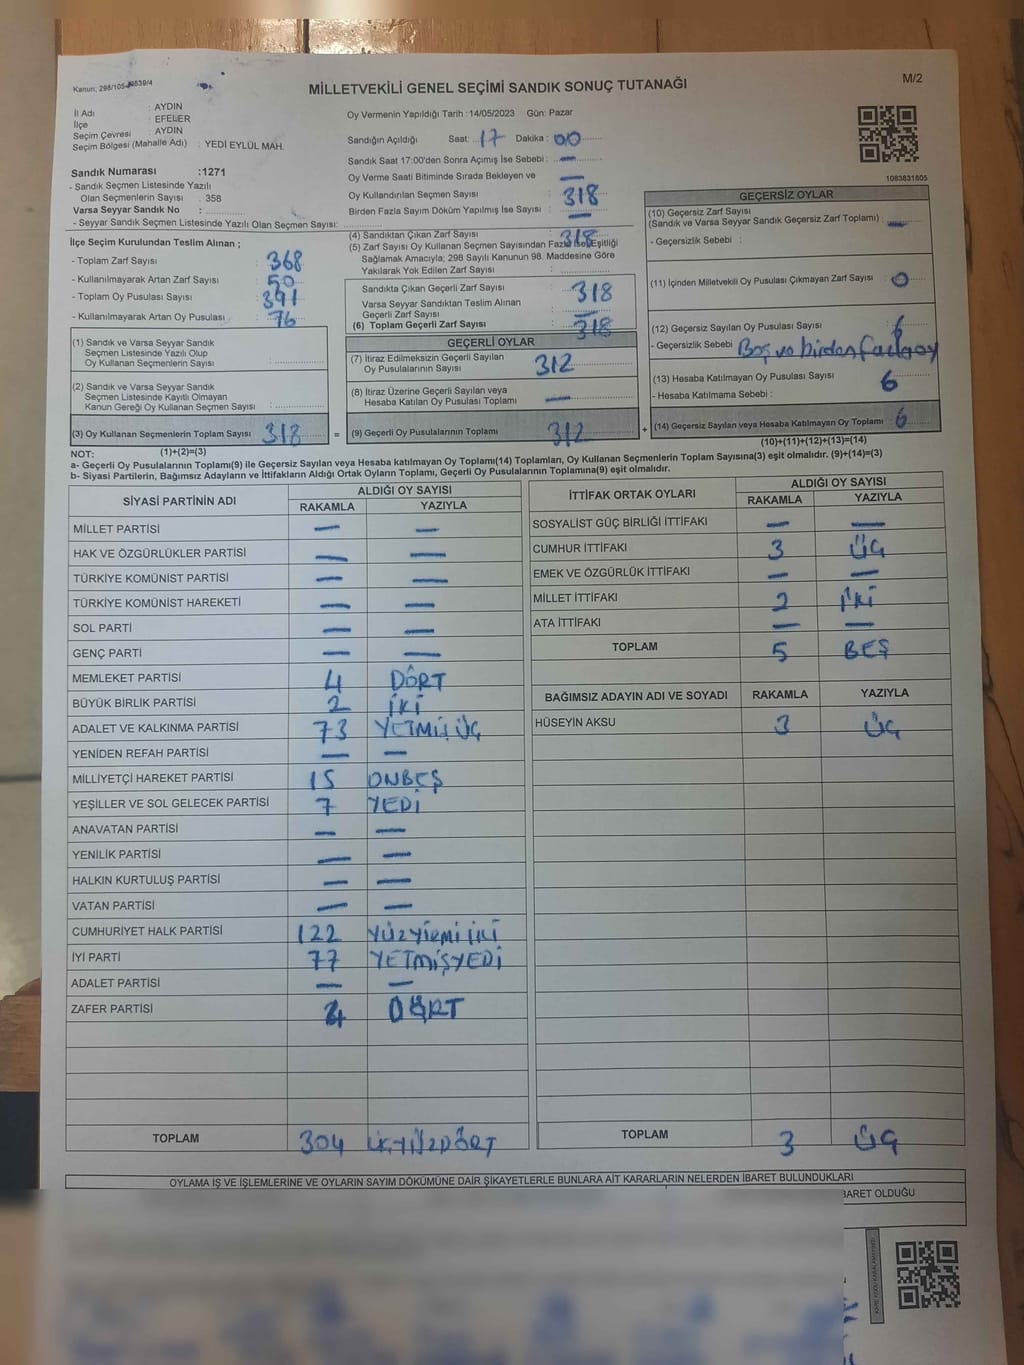 Kanun; 298/105-
MİLLETVEKİLİ GENEL SEÇİMİ SANDIK SONUÇ TUTANAĞI
M/2
İl Adı : AYDIN
İlçe : EFELER
Seçim Çevresi : AYDIN
Seçim Bölgesi (Mahalle Adı) : YEDİ EYLÜL MAH.
Sandık Numarası :1271
- Sandık Seçmen Listesinde Yazılı
Olan Seçmenlerin Sayısı : 358
Varsa Seyyar Sandık No :
- Seyyar Sandık Seçmen Listesinde Yazılı Olan Seçmen Sayısı:
Oy Vermenin Yapıldığı Tarih :14/05/2023 Gün: Pazar
Sandığın Açıldığı Saat: 17 Dakika : 00
Sandık Saat 17:00'den Sonra Açımış İse Sebebi : —
Oy Verme Saati Bitiminde Sırada Bekleyen ve —
Oy Kullandırılan Seçmen Sayısı 318
Birden Fazla Sayım Döküm Yapılmış İse Sayısı —
1083831805
İlçe Seçim Kurulundan Teslim Alınan ;
- Toplam Zarf Sayısı : 368
- Kullanılmayarak Artan Zarf Sayısı : 50
- Toplam Oy Pusulası Sayısı : 391
- Kullanılmayarak Artan Oy Pusulası : 76
(4) Sandıktan Çıkan Zarf Sayısı : 318
(5) Zarf Sayısı Oy Kullanan Seçmen Sayısından Fazla İse Eşitliği
Sağlamak Amacıyla; 298 Sayılı Kanunun 98. Maddesine Göre
Yakılarak Yok Edilen Zarf Sayısı :
Sandıkta Çıkan Geçerli Zarf Sayısı 318
Varsa Seyyar Sandıktan Teslim Alınan
Geçerli Zarf Sayısı —
(6) Toplam Geçerli Zarf Sayısı 318
GEÇERSİZ OYLAR
(10) Geçersiz Zarf Sayısı
(Sandık ve Varsa Seyyar Sandık Geçersiz Zarf Toplamı) : —
- Geçersizlik Sebebi :
(11) İçinden Milletvekili Oy Pusulası Çıkmayan Zarf Sayısı : 0
(12) Geçersiz Sayılan Oy Pusulası Sayısı : 6
- Geçersizlik Sebebi : Boş ve birden fazla oy
(13) Hesaba Katılmayan Oy Pusulası Sayısı : 6
- Hesaba Katılmama Sebebi :
(14) Geçersiz Sayılan veya Hesaba Katılmayan Oy Toplamı : 6
(1) Sandık ve Varsa Seyyar Sandık
Seçmen Listesinde Yazılı Olup
Oy Kullanan Seçmenlerin Sayısı :
(2) Sandık ve Varsa Seyyar Sandık
Seçmen Listesinde Kayıtlı Olmayan
Kanun Gereği Oy Kullanan Seçmen Sayısı :
(3) Oy Kullanan Seçmenlerin Toplam Sayısı 318 =
GEÇERLİ OYLAR
(7) İtiraz Edilmeksizin Geçerli Sayılan
Oy Pusulalarının Sayısı : 312
(8) İtiraz Üzerine Geçerli Sayılan veya
Hesaba Katılan Oy Pusulası Toplamı : —
(9) Geçerli Oy Pusulalarının Toplamı 312 +
(1)+(2)=(3)
(10)+(11)+(12)+(13)=(14)
NOT:
a- Geçerli Oy Pusulalarının Toplamı(9) ile Geçersiz Sayılan veya Hesaba katılmayan Oy Toplamı(14) Toplamları, Oy Kullanan Seçmenlerin Toplam Sayısına(3) eşit olmalıdır. (9)+(14)=(3)
b- Siyasi Partilerin, Bağımsız Adayların ve İttifakların Aldığı Ortak Oyların Toplamı, Geçerli Oy Pusulalarının Toplamına(9) eşit olmalıdır.
SİYASİ PARTİNİN ADI ALDIĞI OY SAYISI
RAKAMLA YAZIYLA
MİLLET PARTİSİ — —
HAK VE ÖZGÜRLÜKLER PARTİSİ — —
TÜRKİYE KOMÜNİST PARTİSİ — —
TÜRKİYE KOMÜNİST HAREKETİ — —
SOL PARTİ — —
GENÇ PARTİ — —
MEMLEKET PARTİSİ 4 DÖRT
BÜYÜK BİRLİK PARTİSİ 2 İKİ
ADALET VE KALKINMA PARTİSİ 73 YETMİŞ ÜÇ
YENİDEN REFAH PARTİSİ — —
MİLLİYETÇİ HAREKET PARTİSİ 15 ONBEŞ
YEŞİLLER VE SOL GELECEK PARTİSİ 7 YEDİ
ANAVATAN PARTİSİ — —
YENİLİK PARTİSİ — —
HALKIN KURTULUŞ PARTİSİ — —
VATAN PARTİSİ — —
CUMHURİYET HALK PARTİSİ 122 YÜZYİRMİ İKİ
İYİ PARTİ 77 YETMİŞYEDİ
ADALET PARTİSİ — —
ZAFER PARTİSİ 4 DÖRT
TOPLAM 304 ÜÇYÜZDÖRT
İTTİFAK ORTAK OYLARI ALDIĞI OY SAYISI
RAKAMLA YAZIYLA
SOSYALİST GÜÇ BİRLİĞİ İTTİFAKI — —
CUMHUR İTTİFAKI 3 ÜÇ
EMEK VE ÖZGÜRLÜK İTTİFAKI — —
MİLLET İTTİFAKI 2 İKİ
ATA İTTİFAKI — —
TOPLAM 5 BEŞ
BAĞIMSIZ ADAYIN ADI VE SOYADI RAKAMLA YAZIYLA
HÜSEYİN AKSU 3 ÜÇ
TOPLAM 3 ÜÇ
OYLAMA İŞ VE İŞLEMLERİNE VE OYLARIN SAYIM DÖKÜMÜNE DAİR ŞİKAYETLERLE BUNLARA AİT KARARLARIN NELERDEN İBARET BULUNDUKLARI
BARET OLDUĞU